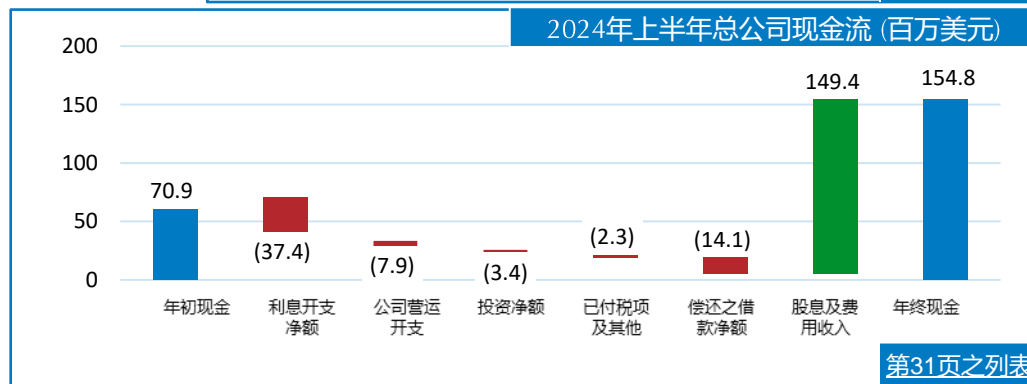 2024年上半年总公司现金流 (百万美元)
200
150
100
50
0
70.9
(37.4)
(7.9)
(3.4)
(2.3)
(14.1)
149.4
154.8
年初现金
利息开支
净额
公司营运
开支
投资净额
已付税项
及其他
偿还之借
款净额
股息及费
用收入
年终现金
第31页之列表